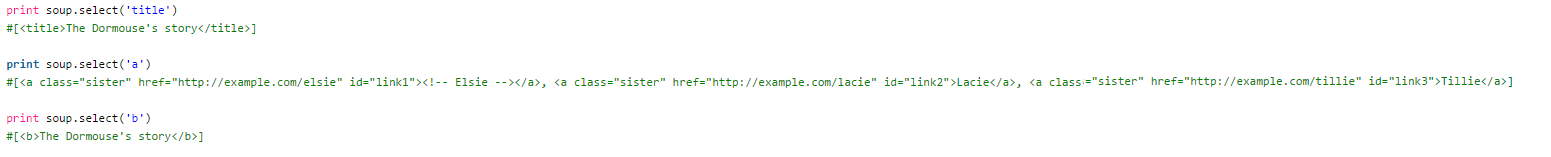 print soup.select('title')
#[<title>The Dormouse's story</title>]
print soup.select('a')
#[<a class="sister" href="http://example.com/elsie" id="link1"><!-- Elsie --></a>, <a class="sister" href="http://example.com/lacie" id="link2">Lacie</a>, <a class="sister" href="http://example.com/tillie" id="link3">Tillie</a>]
print soup.select('b')
#[<b>The Dormouse's story</b>]